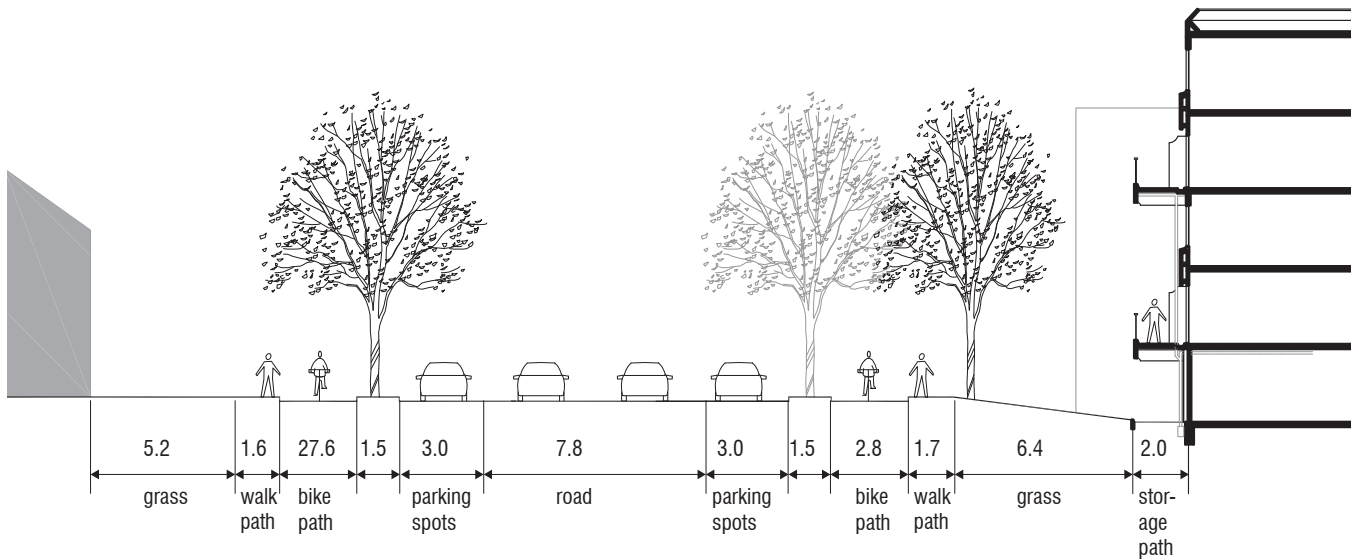 5.2 1.6 27.6 1.5 3.0 7.8 3.0 1.5 2.8 1.7 6.4 2.0
grass walk bike parking road parking bike walk grass stor-
path path spots spots path path age
path